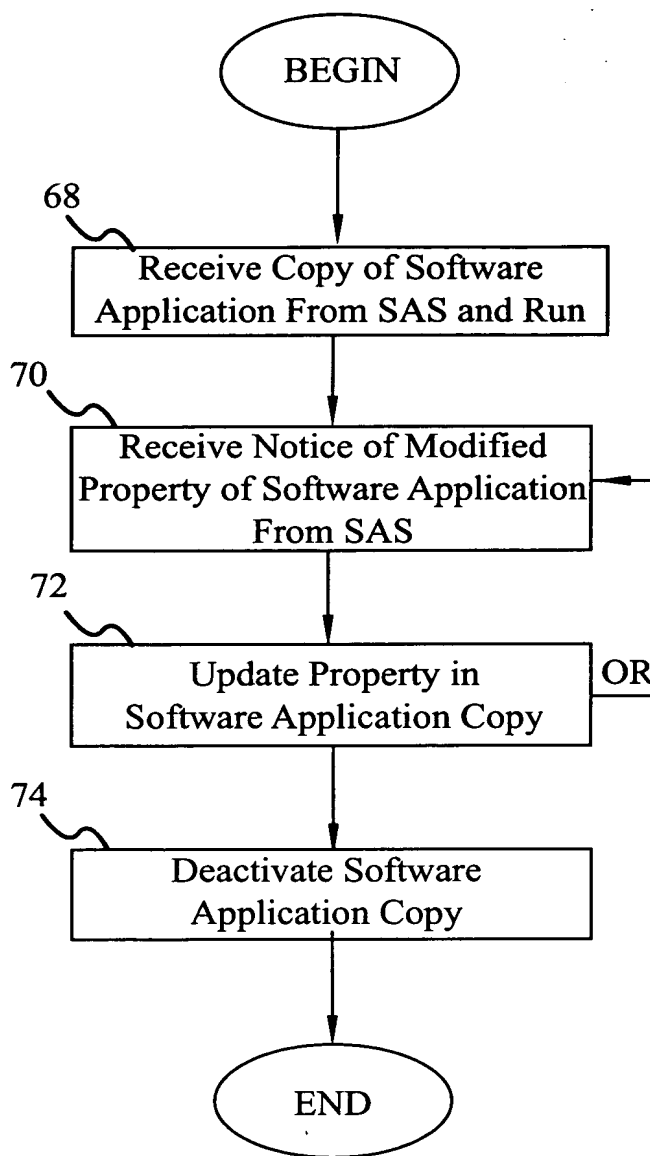 BEGIN
68
Receive Copy of Software
Application From SAS and Run
70
Receive Notice of Modified
Property of Software Application
From SAS
72
Update Property in
Software Application Copy
OR
74
Deactivate Software
Application Copy
END